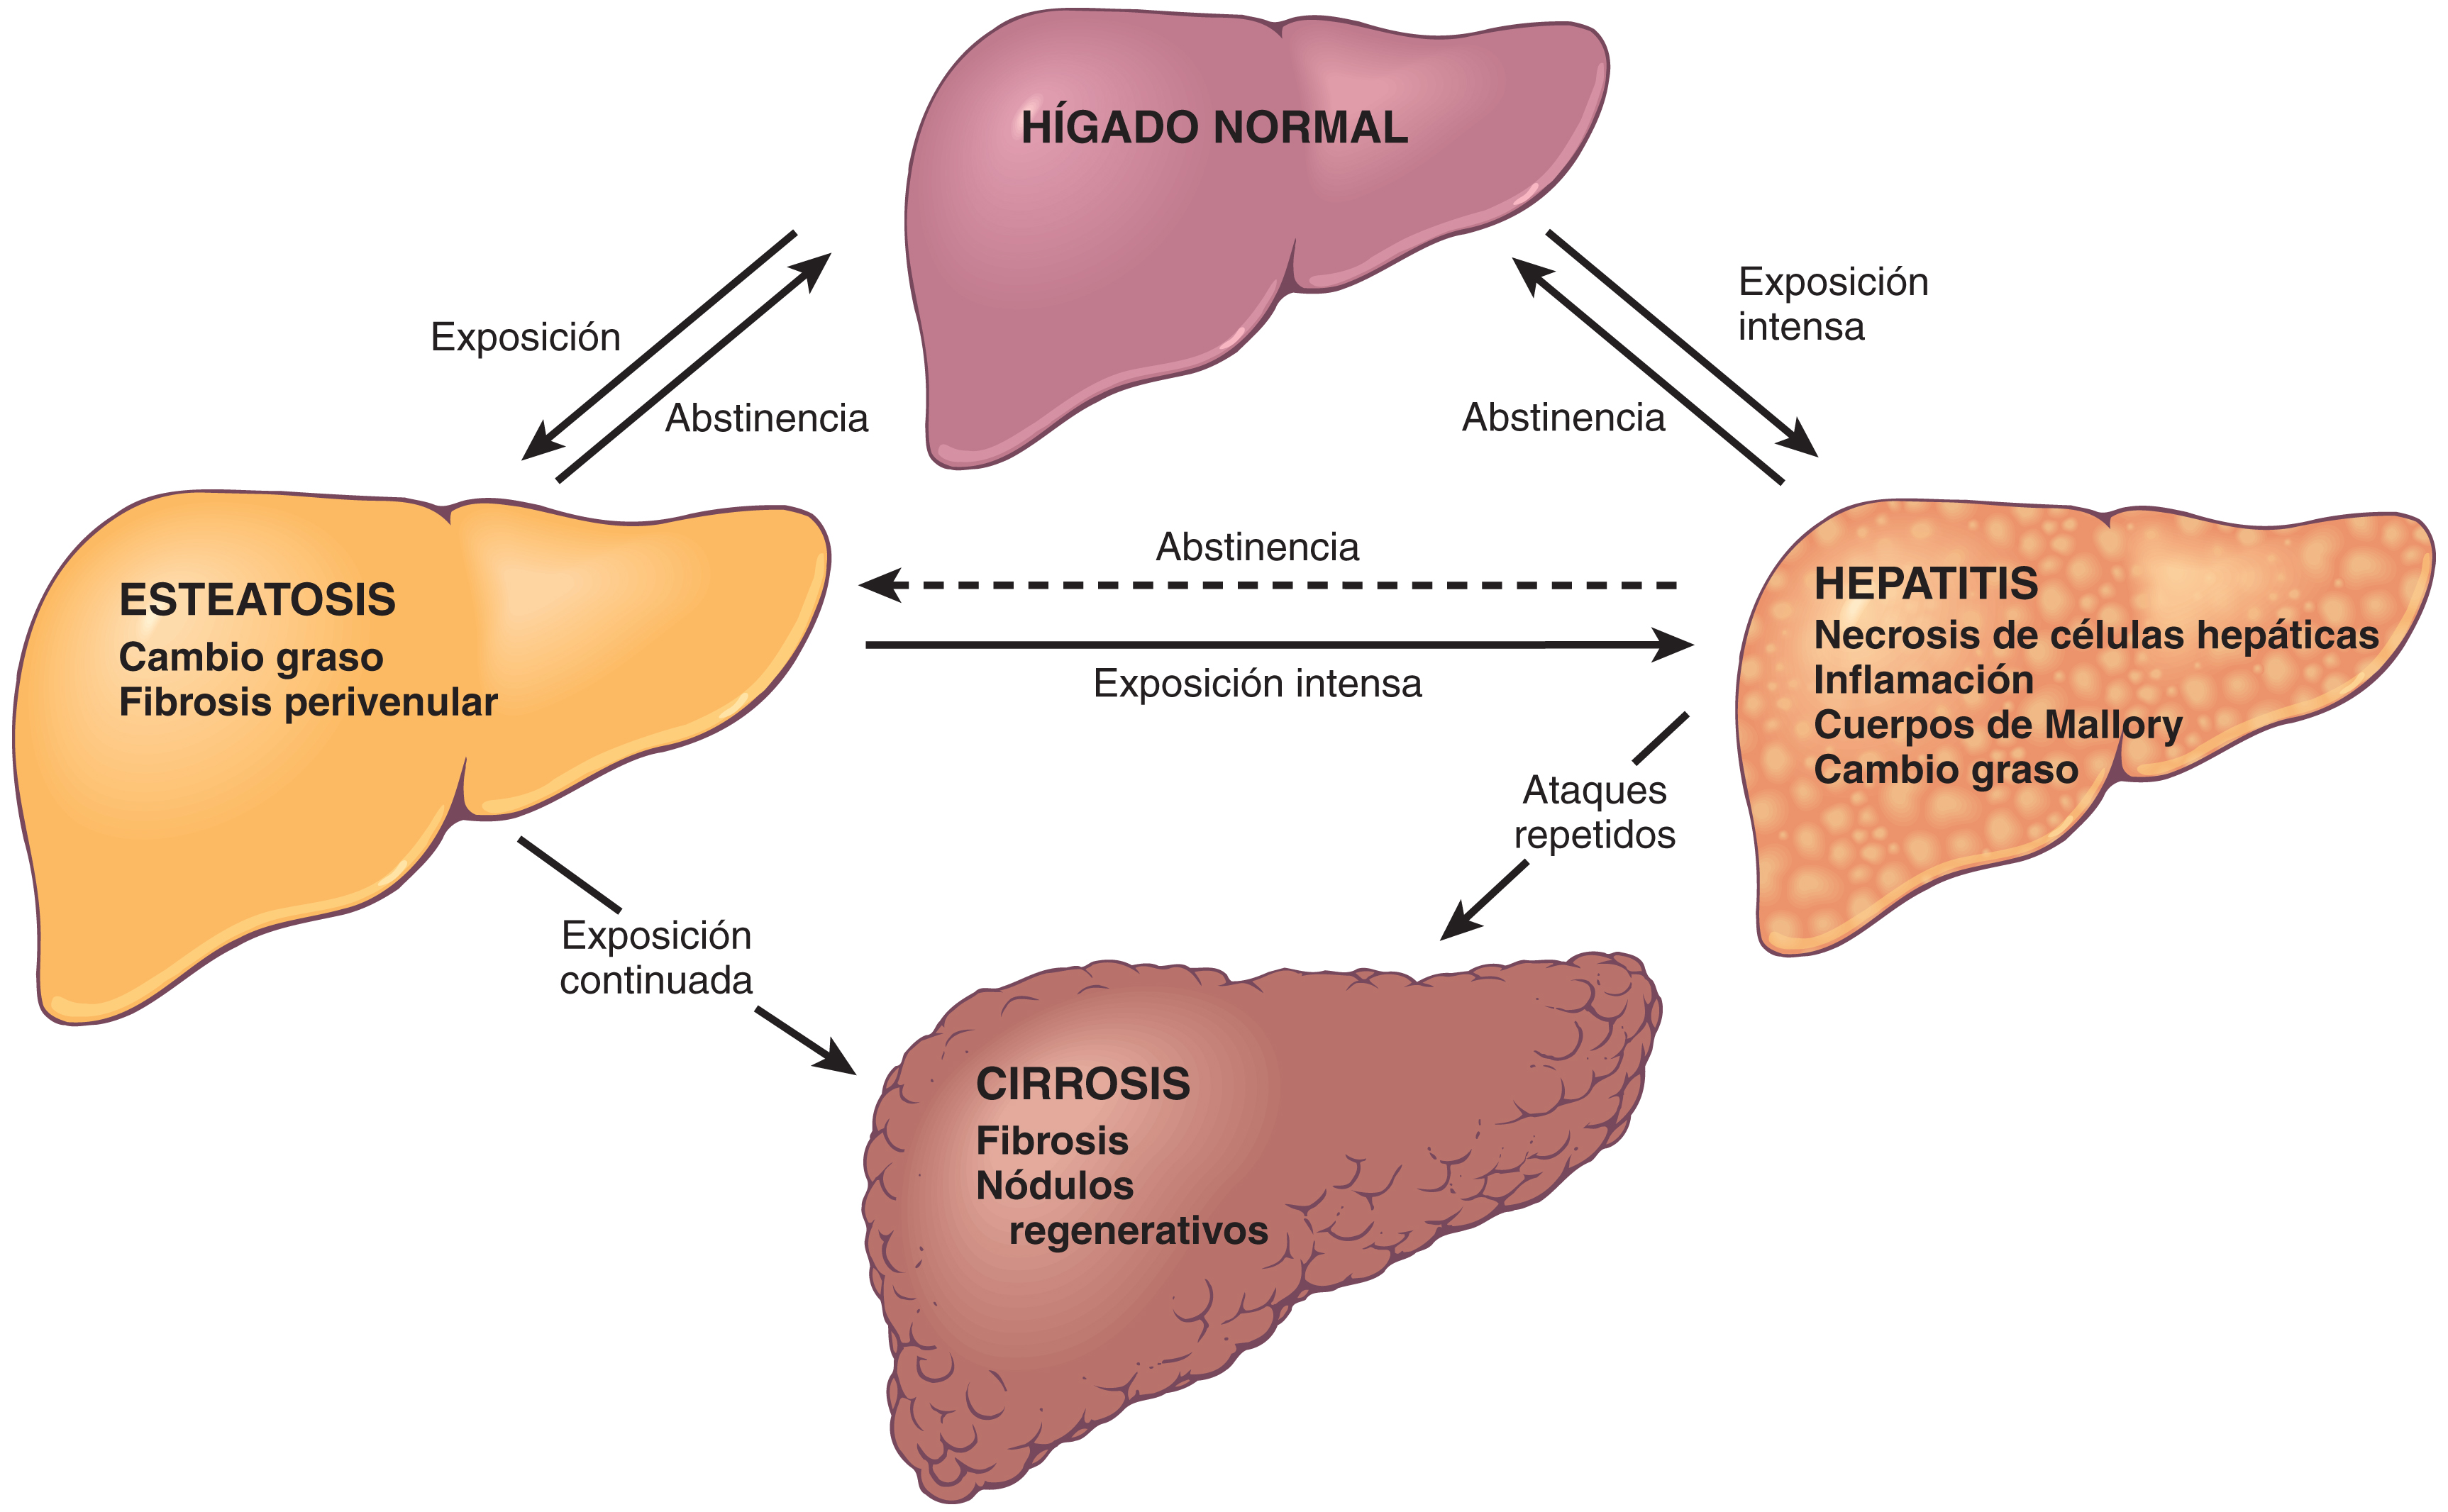 HÍGADO NORMAL
Exposición
Abstinencia
Exposición
intensa
Abstinencia
Abstinencia
Exposición intensa
ESTEATOSIS
Cambio graso
Fibrosis perivenular
HEPATITIS
Necrosis de células hepáticas
Inflamación
Cuerpos de Mallory
Cambio graso
Ataques
repetidos
Exposición
continuada
CIRROSIS
Fibrosis
Nódulos
regenerativos